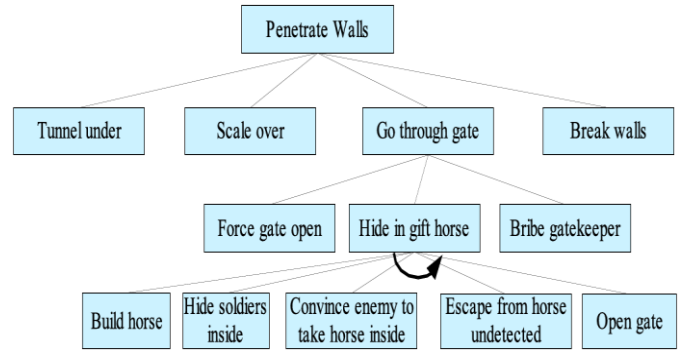 Penetrate Walls
Tunnel under
Scale over
Go through gate
Break walls
Force gate open
Hide in gift horse
Bribe gatekeeper
Build horse
Hide soldiers
inside
Convince enemy to
take horse inside
Escape from horse
undetected
Open gate